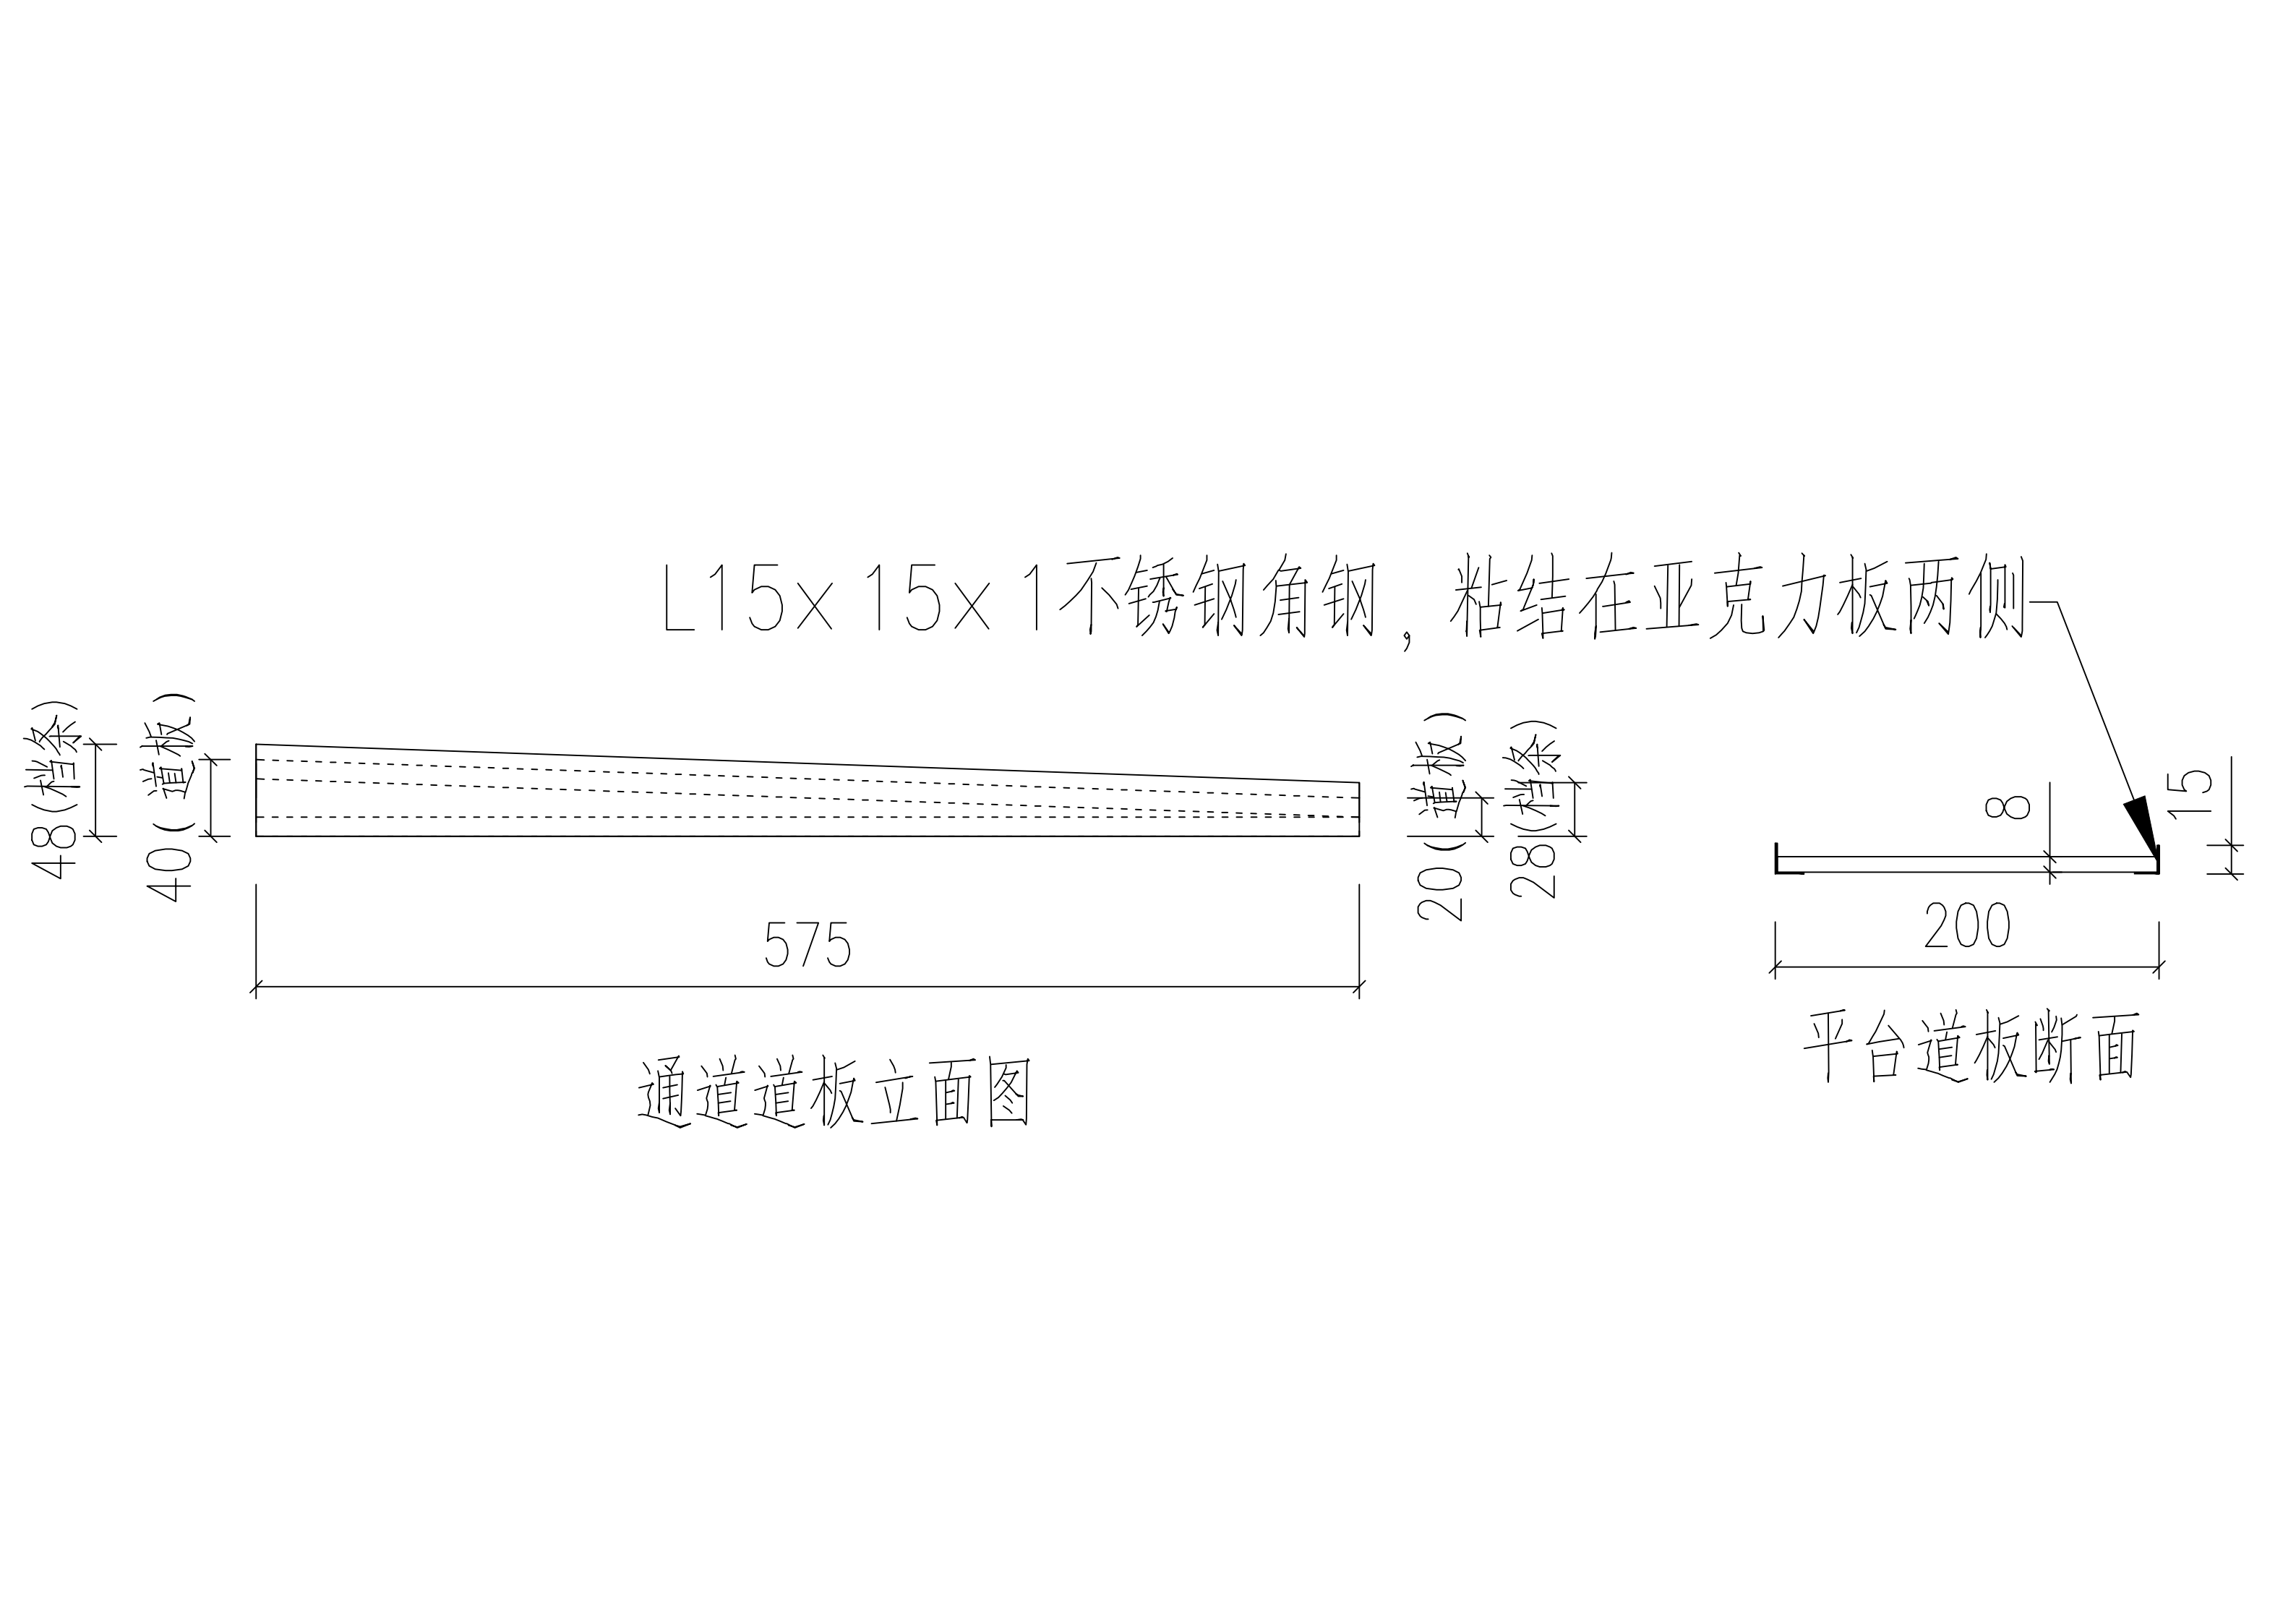 L15x15x1不锈钢角钢,粘结在亚克力板两侧
48( 条)
40(道板)
20(道板)
28( 条)
8
15
575
200
通道道板立面图
平台道板断面